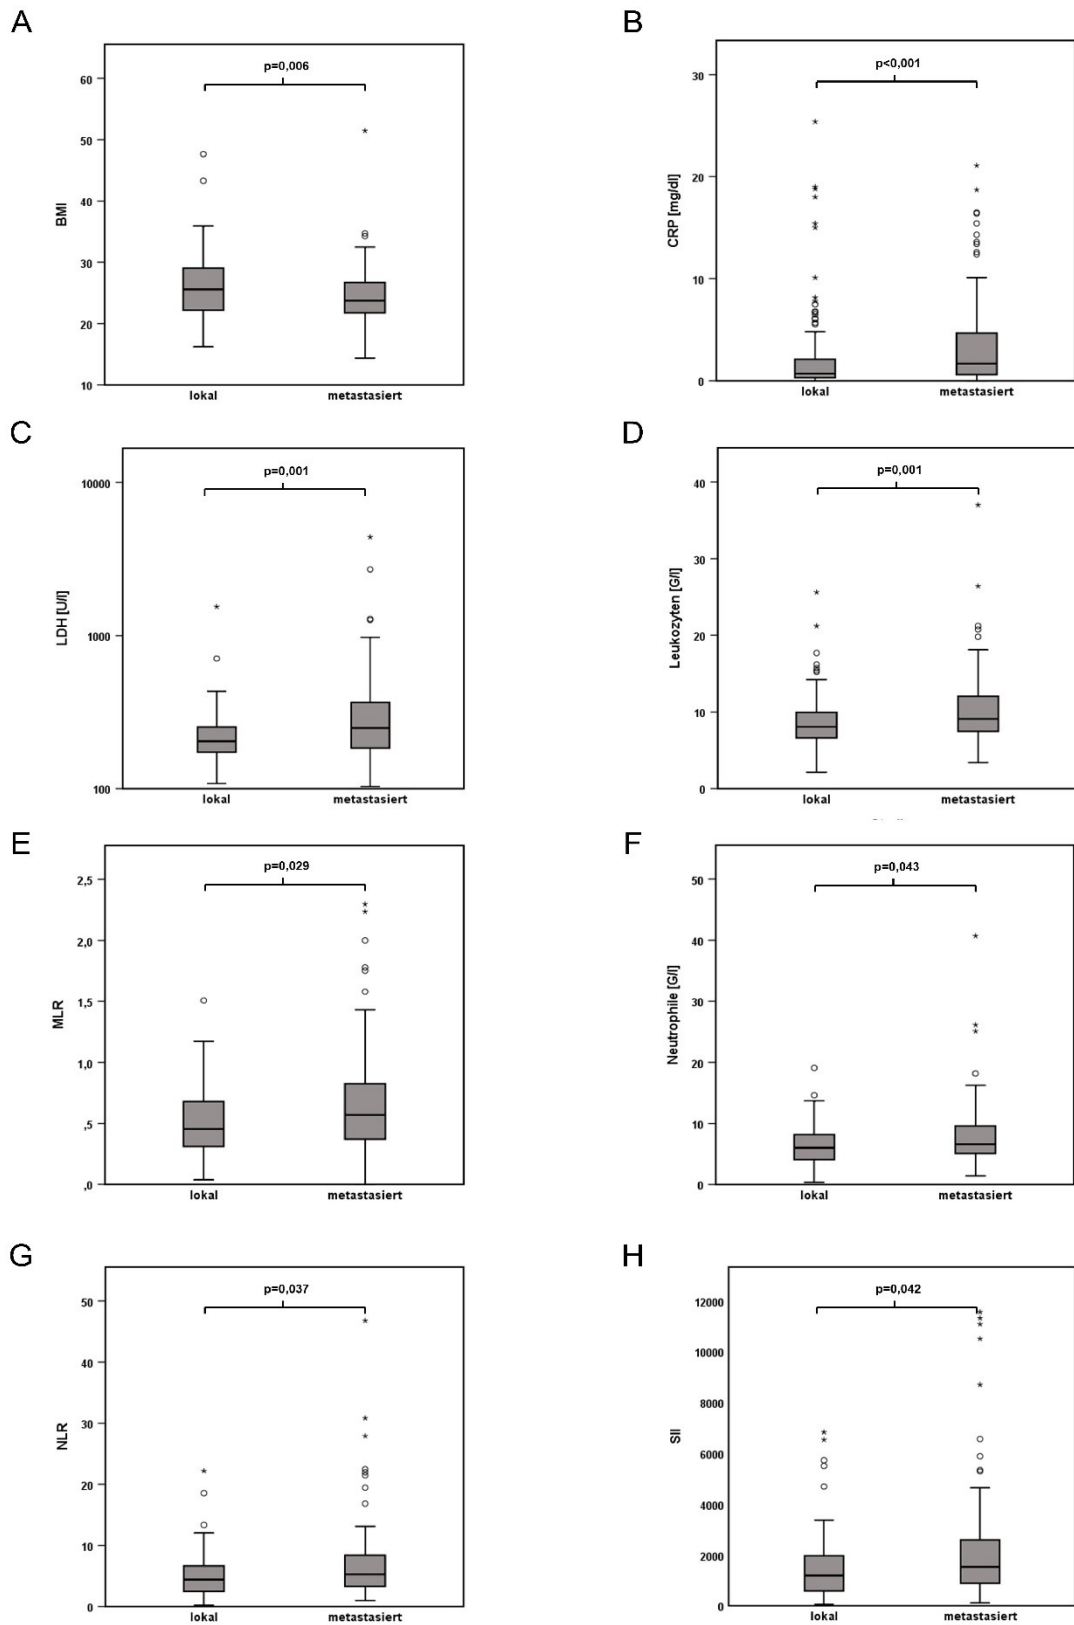 A
p=0,006
60
50
40
30
20
10
BMI
lokal metastasiert
B
p<0,001
30
20
10
0
CRP [mg/dl]
lokal metastasiert
C
p=0,001
10000
1000
100
LDH [U/l]
lokal metastasiert
D
p=0,001
40
30
20
10
0
Leukozyten [G/l]
lokal metastasiert
E
p=0,029
2,5
2,0
1,5
1,0
,5
,0
MLR
lokal metastasiert
F
p=0,043
50
40
30
20
10
0
Neutrophile [G/l]
lokal metastasiert
G
p=0,037
50
40
30
20
10
0
NLR
lokal metastasiert
H
p=0,042
12000
10000
8000
6000
4000
2000
0
SII
lokal metastasiert